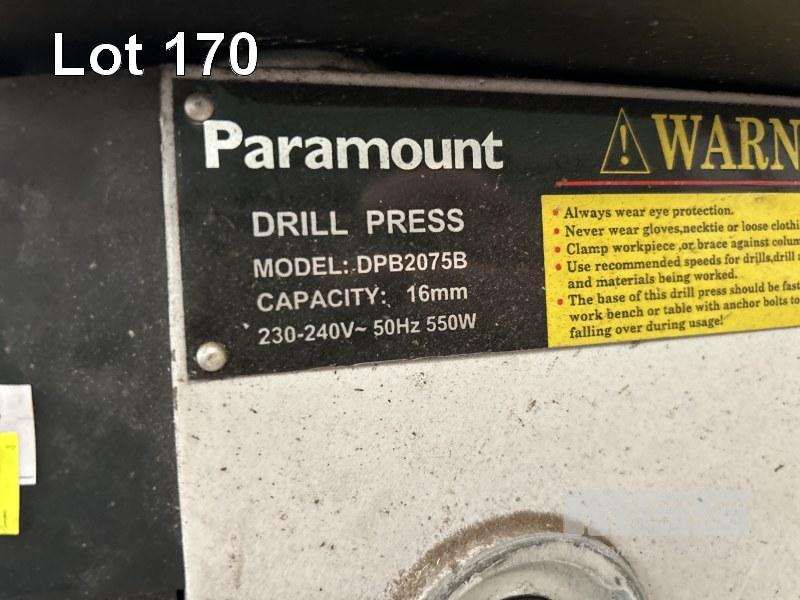 Lot 170
Paramount
DRILL PRESS
MODEL: DPB2075B
CAPACITY: 16mm
230-240V~ 50Hz 550W
WARN
• Always wear eye protection.
• Never wear gloves,necktie or loose clothi
• Clamp workpiece ,or brace against colum
• Use recommended speeds for drills,drill a
and materials being worked.
• The base of this drill press should be fast
work bench or table with anchor bolts to
falling over during usage!